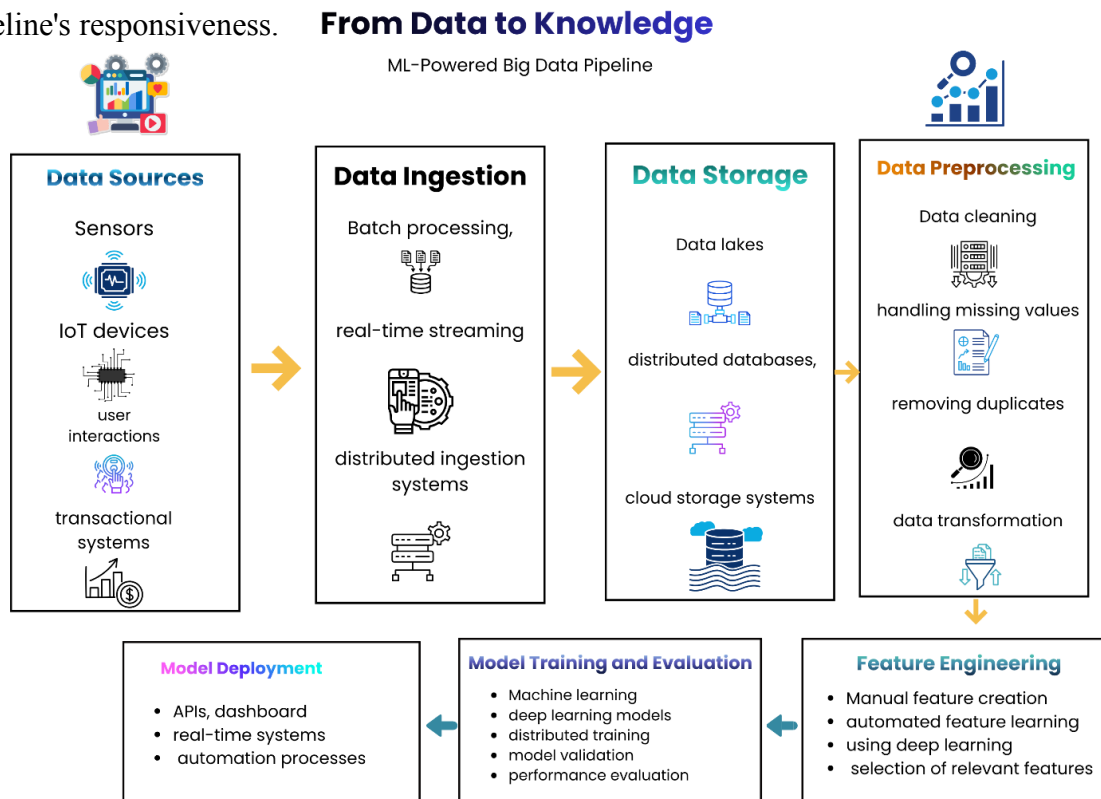 eline's responsiveness.
From Data to Knowledge
ML-Powered Big Data Pipeline
Data Sources
Sensors
IoT devices
user
interactions
transactional
systems
Data Ingestion
Batch processing,
real-time streaming
distributed ingestion
systems
Data Storage
Data lakes
distributed databases,
cloud storage systems
Data Preprocessing
Data cleaning
handling missing values
removing duplicates
data transformation
Feature Engineering
• Manual feature creation
• automated feature learning
• using deep learning
• selection of relevant features
Model Training and Evaluation
• Machine learning
• deep learning models
• distributed training
• model validation
• performance evaluation
Model Deployment
• APIs, dashboard
• real-time systems
• automation processes